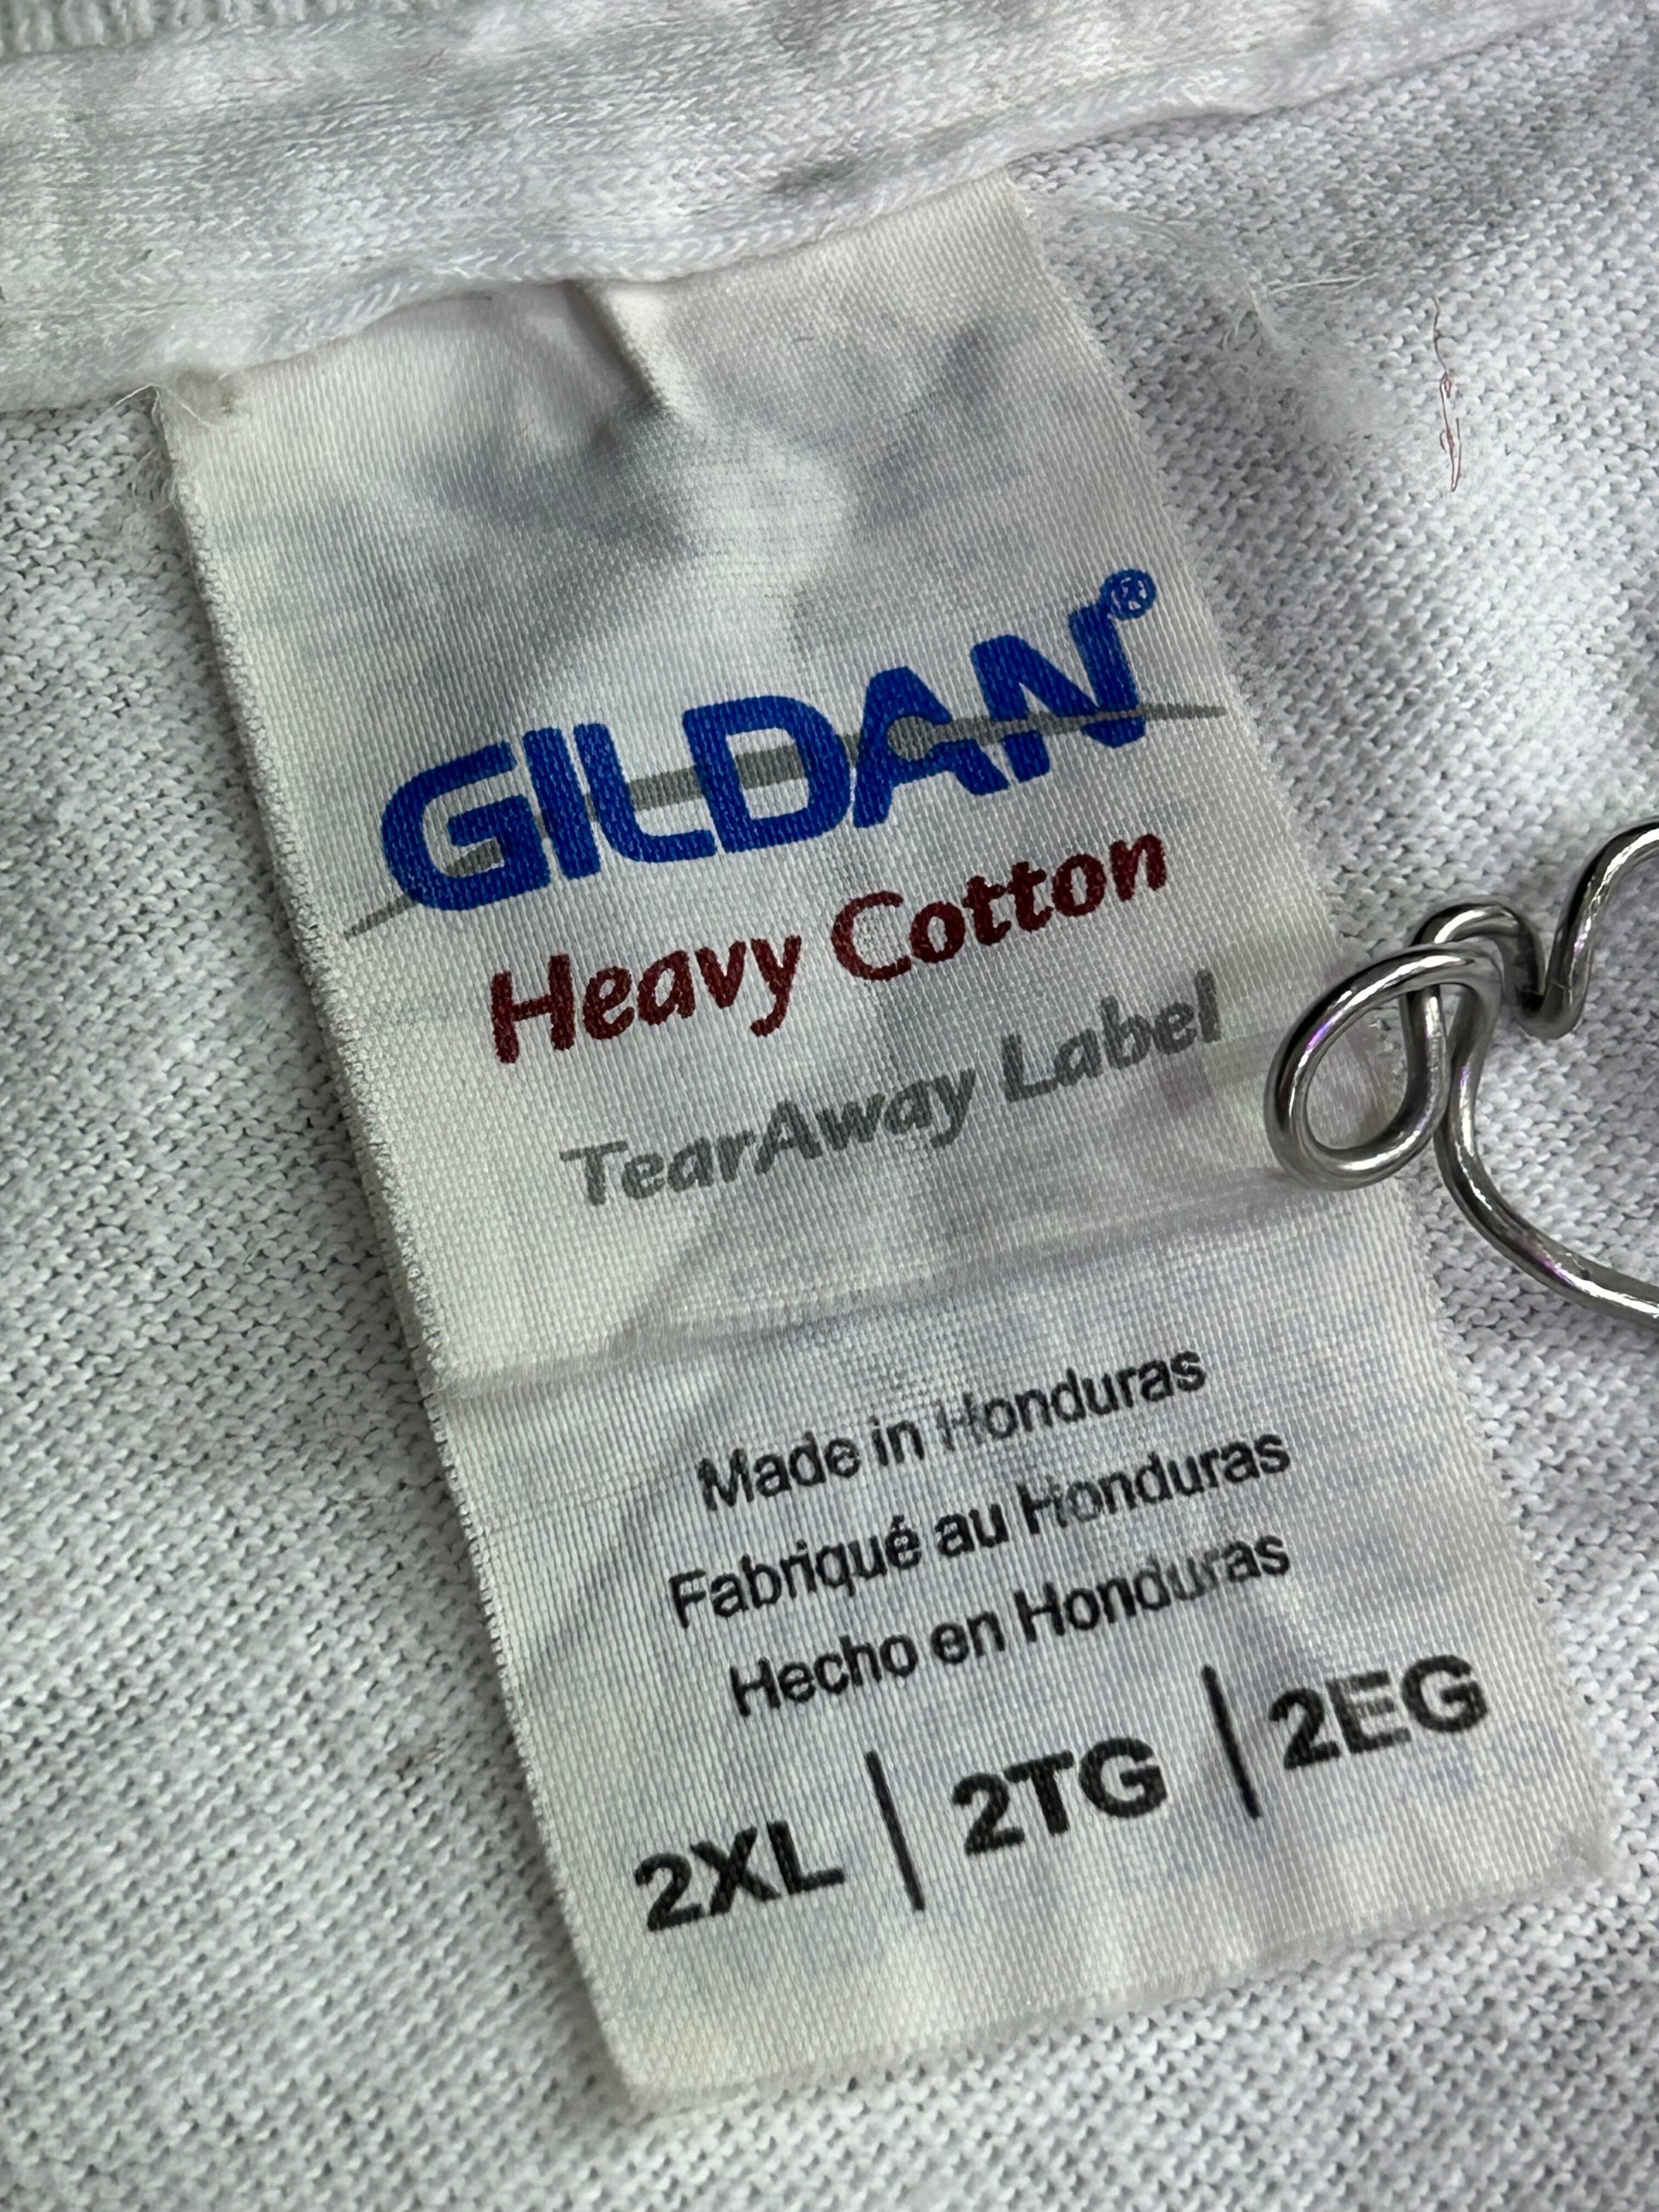 GILDAN®
Heavy Cotton
TearAway Label
Made in Honduras
Fabriqué au Honduras
Hecho en Honduras
2XL | 2TG | 2EG